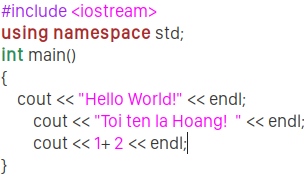 #include <iostream>
using namespace std;
int main()
{
    cout << "Hello World!" << endl;
        cout << "Toi ten la Hoang!  " << endl;
        cout << 1+ 2 << endl;
}